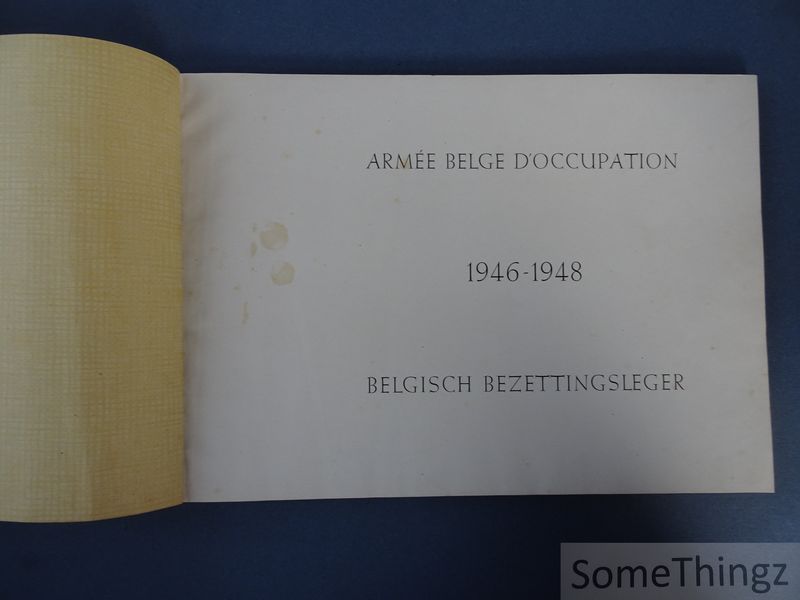 ARMÉE BELGE D'OCCUPATION
1946-1948
BELGISCH BEZETTINGSLEGER
SomeThingz